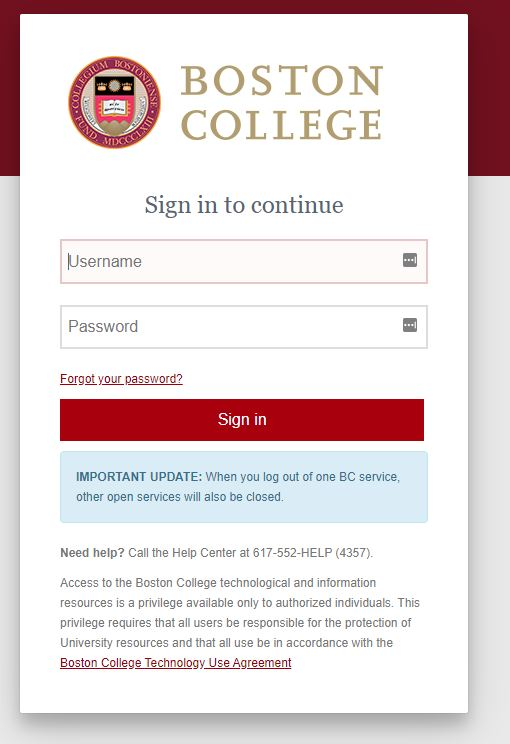 COLLEGIUM BOSTONIENSE
FUND. MDCCCLXIII
BOSTON
COLLEGE
Sign in to continue
Username
Password
Forgot your password?
Sign in
IMPORTANT UPDATE: When you log out of one BC service,
other open services will also be closed.
Need help? Call the Help Center at 617-552-HELP (4357).
Access to the Boston College technological and information
resources is a privilege available only to authorized individuals. This
privilege requires that all users be responsible for the protection of
University resources and that all use be in accordance with the
Boston College Technology Use Agreement